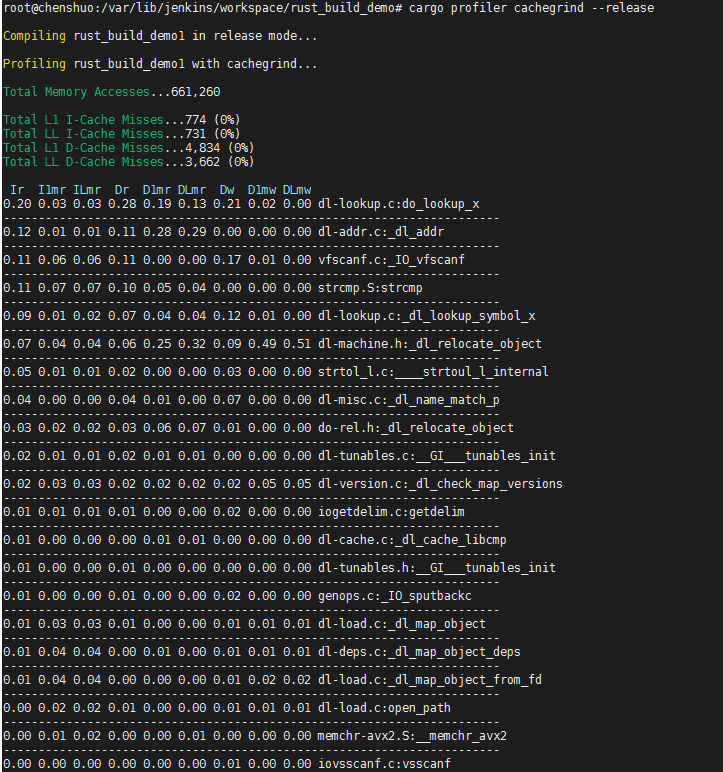 root@chenshuo:/var/lib/jenkins/workspace/rust_build_demo# cargo profiler cachegrind --release
Compiling rust_build_demo1 in release mode...
Profiling rust_build_demo1 with cachegrind...
Total Memory Accesses...661,260
Total L1 I-Cache Misses...774 (0%)
Total LL I-Cache Misses...731 (0%)
Total L1 D-Cache Misses...4,834 (0%)
Total LL D-Cache Misses...3,662 (0%)
Ir I1mr ILmr Dr D1mr DLmr Dw D1mw DLmw
0.20 0.03 0.03 0.28 0.19 0.13 0.21 0.02 0.00 dl-lookup.c:do_lookup_x
-----------------------------------------------------------------------
0.12 0.01 0.01 0.11 0.28 0.29 0.00 0.00 0.00 dl-addr.c:_dl_addr
-----------------------------------------------------------------------
0.11 0.06 0.06 0.11 0.00 0.00 0.17 0.01 0.00 vfscanf.c:_IO_vfscanf
-----------------------------------------------------------------------
0.11 0.07 0.07 0.10 0.05 0.04 0.00 0.00 0.00 strcmp.S:strcmp
-----------------------------------------------------------------------
0.09 0.01 0.02 0.07 0.04 0.04 0.12 0.01 0.00 dl-lookup.c:_dl_lookup_symbol_x
-----------------------------------------------------------------------
0.07 0.04 0.04 0.06 0.25 0.32 0.09 0.49 0.51 dl-machine.h:_dl_relocate_object
-----------------------------------------------------------------------
0.05 0.01 0.01 0.02 0.00 0.00 0.03 0.00 0.00 strtol_l.c:____strtoul_l_internal
-----------------------------------------------------------------------
0.04 0.00 0.00 0.04 0.01 0.00 0.07 0.00 0.00 dl-misc.c:_dl_name_match_p
-----------------------------------------------------------------------
0.03 0.02 0.02 0.03 0.06 0.07 0.01 0.00 0.00 do-rel.h:_dl_relocate_object
-----------------------------------------------------------------------
0.02 0.01 0.01 0.02 0.01 0.01 0.00 0.00 0.00 dl-tunables.c:__GI___tunables_init
-----------------------------------------------------------------------
0.02 0.03 0.03 0.02 0.02 0.02 0.02 0.05 0.05 dl-version.c:_dl_check_map_versions
-----------------------------------------------------------------------
0.01 0.01 0.01 0.01 0.00 0.00 0.02 0.00 0.00 iogetdelim.c:getdelim
-----------------------------------------------------------------------
0.01 0.00 0.00 0.00 0.00 0.01 0.01 0.00 0.00 dl-cache.c:_dl_cache_libcmp
-----------------------------------------------------------------------
0.01 0.00 0.00 0.01 0.00 0.00 0.00 0.00 0.00 dl-tunables.h:__GI___tunables_init
-----------------------------------------------------------------------
0.01 0.00 0.00 0.01 0.00 0.00 0.02 0.00 0.00 genops.c:_IO_sputbackc
-----------------------------------------------------------------------
0.01 0.03 0.03 0.01 0.00 0.00 0.01 0.01 0.01 dl-load.c:_dl_map_object
-----------------------------------------------------------------------
0.01 0.04 0.04 0.00 0.01 0.00 0.01 0.01 0.01 dl-deps.c:_dl_map_object_deps
-----------------------------------------------------------------------
0.01 0.04 0.04 0.00 0.00 0.00 0.01 0.02 0.02 dl-load.c:_dl_map_object_from_fd
-----------------------------------------------------------------------
0.00 0.02 0.02 0.01 0.00 0.00 0.01 0.01 0.01 dl-load.c:open_path
-----------------------------------------------------------------------
0.00 0.01 0.02 0.00 0.01 0.00 0.00 0.00 0.00 memchr-avx2.S:__memchr_avx2
-----------------------------------------------------------------------
0.00 0.00 0.00 0.00 0.00 0.00 0.01 0.00 0.00 iovsscanf.c:vsscanf